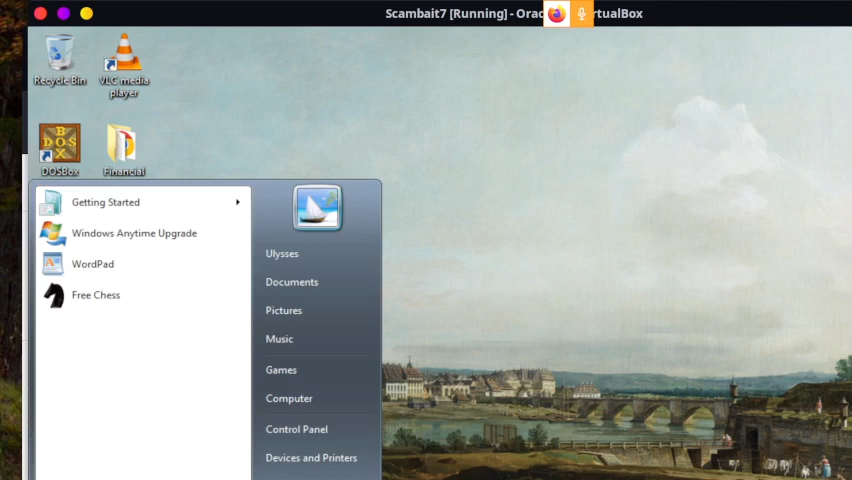 Scambait7 [Running] - Orac
rtualBox
Recycle Bin
VLC media
player
DOSBox
Financial
Getting Started
Windows Anytime Upgrade
WordPad
Free Chess
Ulysses
Documents
Pictures
Music
Games
Computer
Control Panel
Devices and Printers